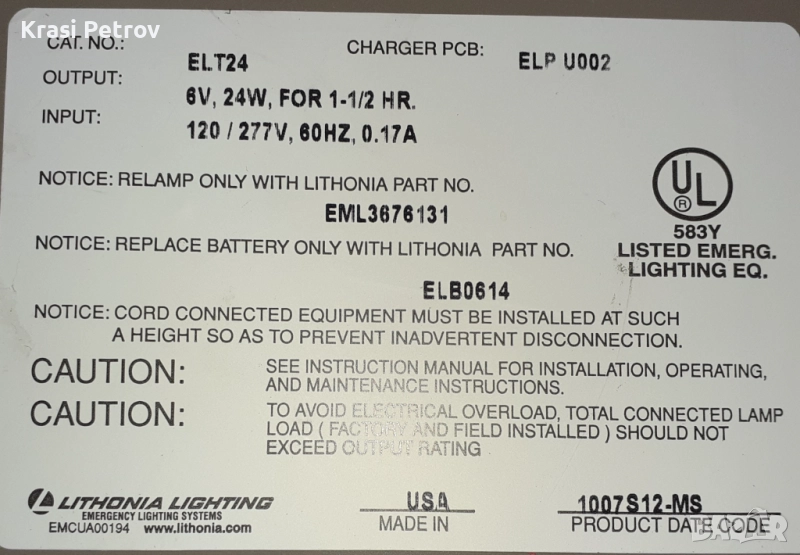 Krasi Petrov
CAT. NO.: ELT24 CHARGER PCB: ELP U002
OUTPUT: 6V, 24W, FOR 1-1/2 HR.
INPUT: 120 / 277V, 60HZ, 0.17A
NOTICE: RELAMP ONLY WITH LITHONIA PART NO.
EML3676131
NOTICE: REPLACE BATTERY ONLY WITH LITHONIA PART NO.
ELB0614
UL
®
583Y
LISTED EMERG.
LIGHTING EQ.
NOTICE: CORD CONNECTED EQUIPMENT MUST BE INSTALLED AT SUCH
A HEIGHT SO AS TO PREVENT INADVERTENT DISCONNECTION.
CAUTION: SEE INSTRUCTION MANUAL FOR INSTALLATION, OPERATING,
AND MAINTENANCE INSTRUCTIONS.
CAUTION: TO AVOID ELECTRICAL OVERLOAD, TOTAL CONNECTED LAMP
LOAD ( FACTORY AND FIELD INSTALLED ) SHOULD NOT
EXCEED OUTPUT RATING
LITHONIA LIGHTING
EMERGENCY LIGHTING SYSTEMS
EMCUA00194 www.lithonia.com
USA
MADE IN
1007S12-MS
PRODUCT DATE CODE
BAZAR